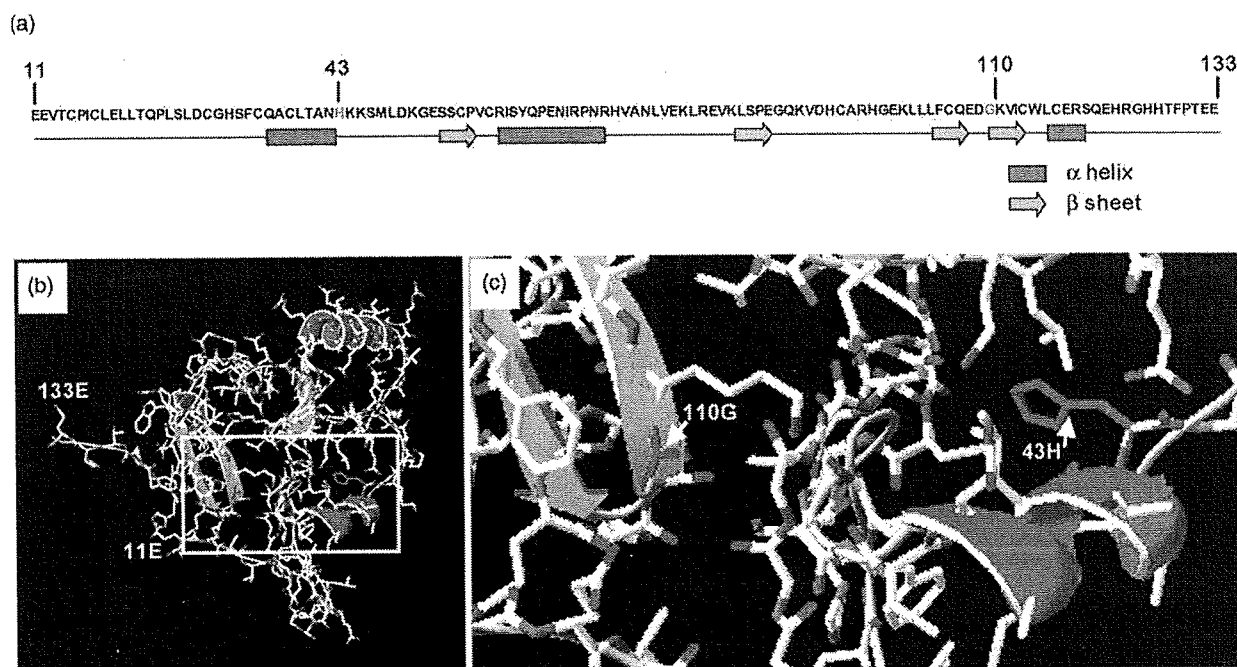 (a)
11 43 110 133
EEVTCPICLELLTQPLSLDCGHSFCQACLTANHKKSMLDKGESSCPVCRISYQPENIRPNRHVANLVEKLREVKLSPEGQKVDHCARHGEKLLLFCQEDGKVICWLCERSQEHRGHHTFPTEE
α helix
β sheet
(b)
133E
11E
(c)
110G
43H